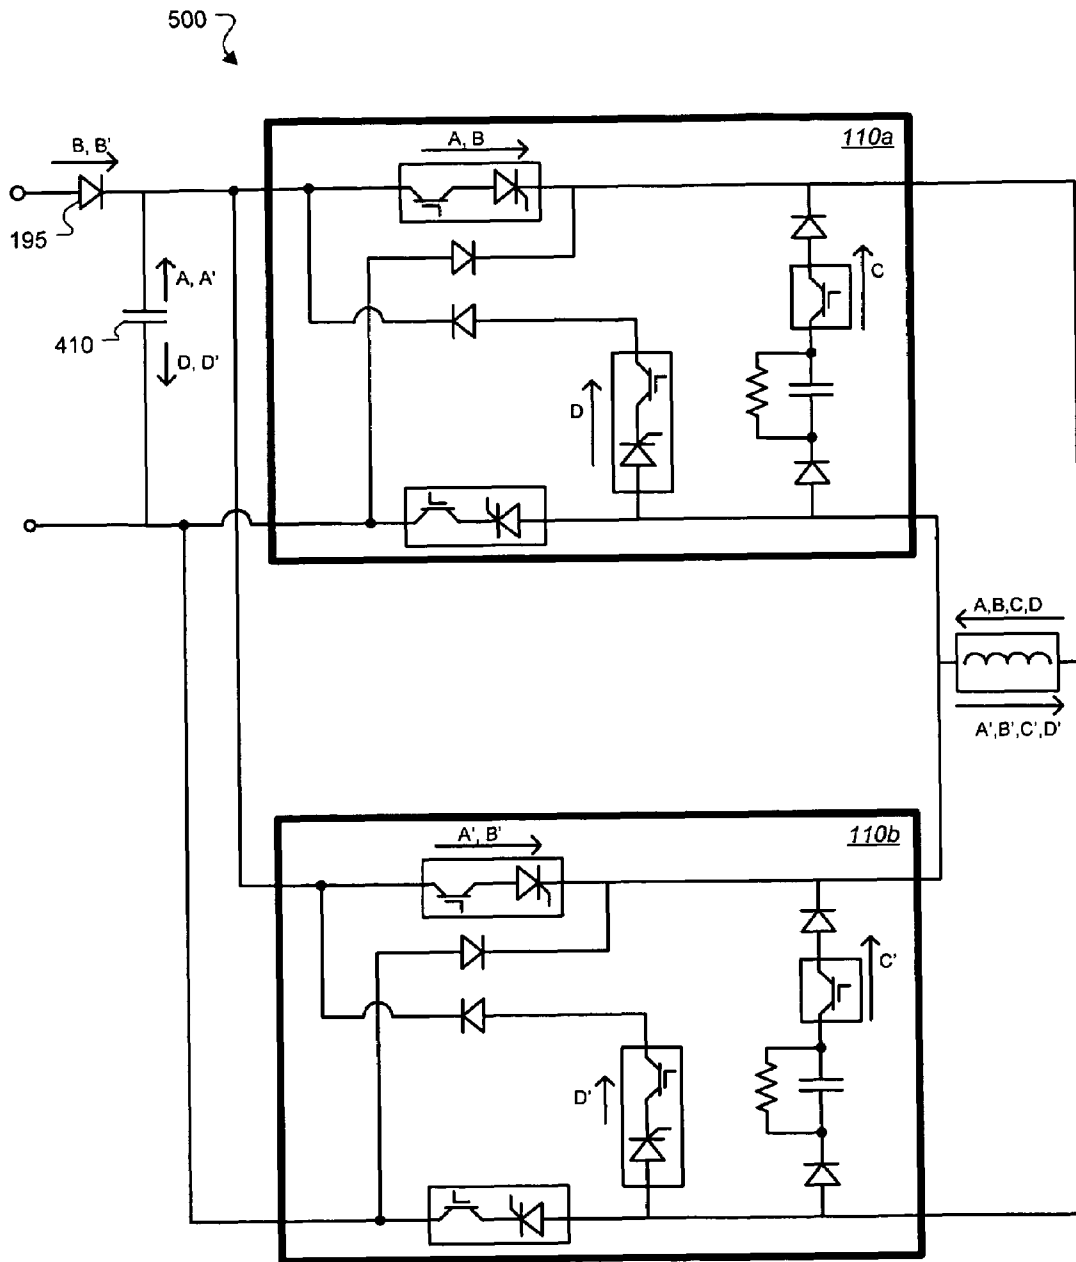 500
B, B'
A, B
110a
195
A, A'
C
410
D, D'
D
A,B,C,D
A',B',C',D'
A', B'
110b
C'
D'